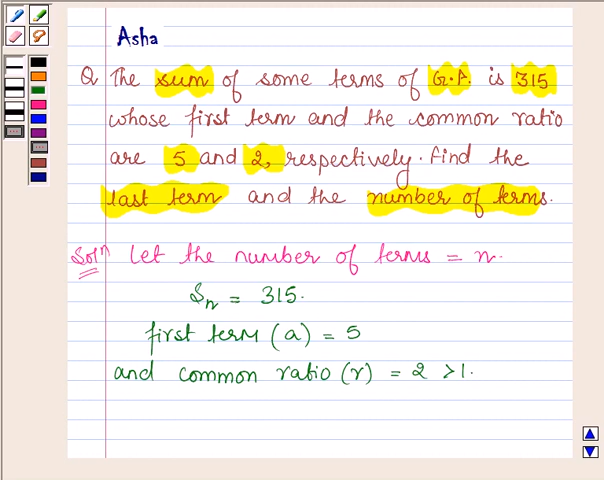 Asha
Q The sum of some terms of G.P. is 315
whose first term and the common ratio
are 5 and 2, respectively. Find the
last term and the number of terms.
Solⁿ Let the number of terms = n.
Sₙ = 315.
first term (a) = 5
and common ratio (r) = 2 >1.